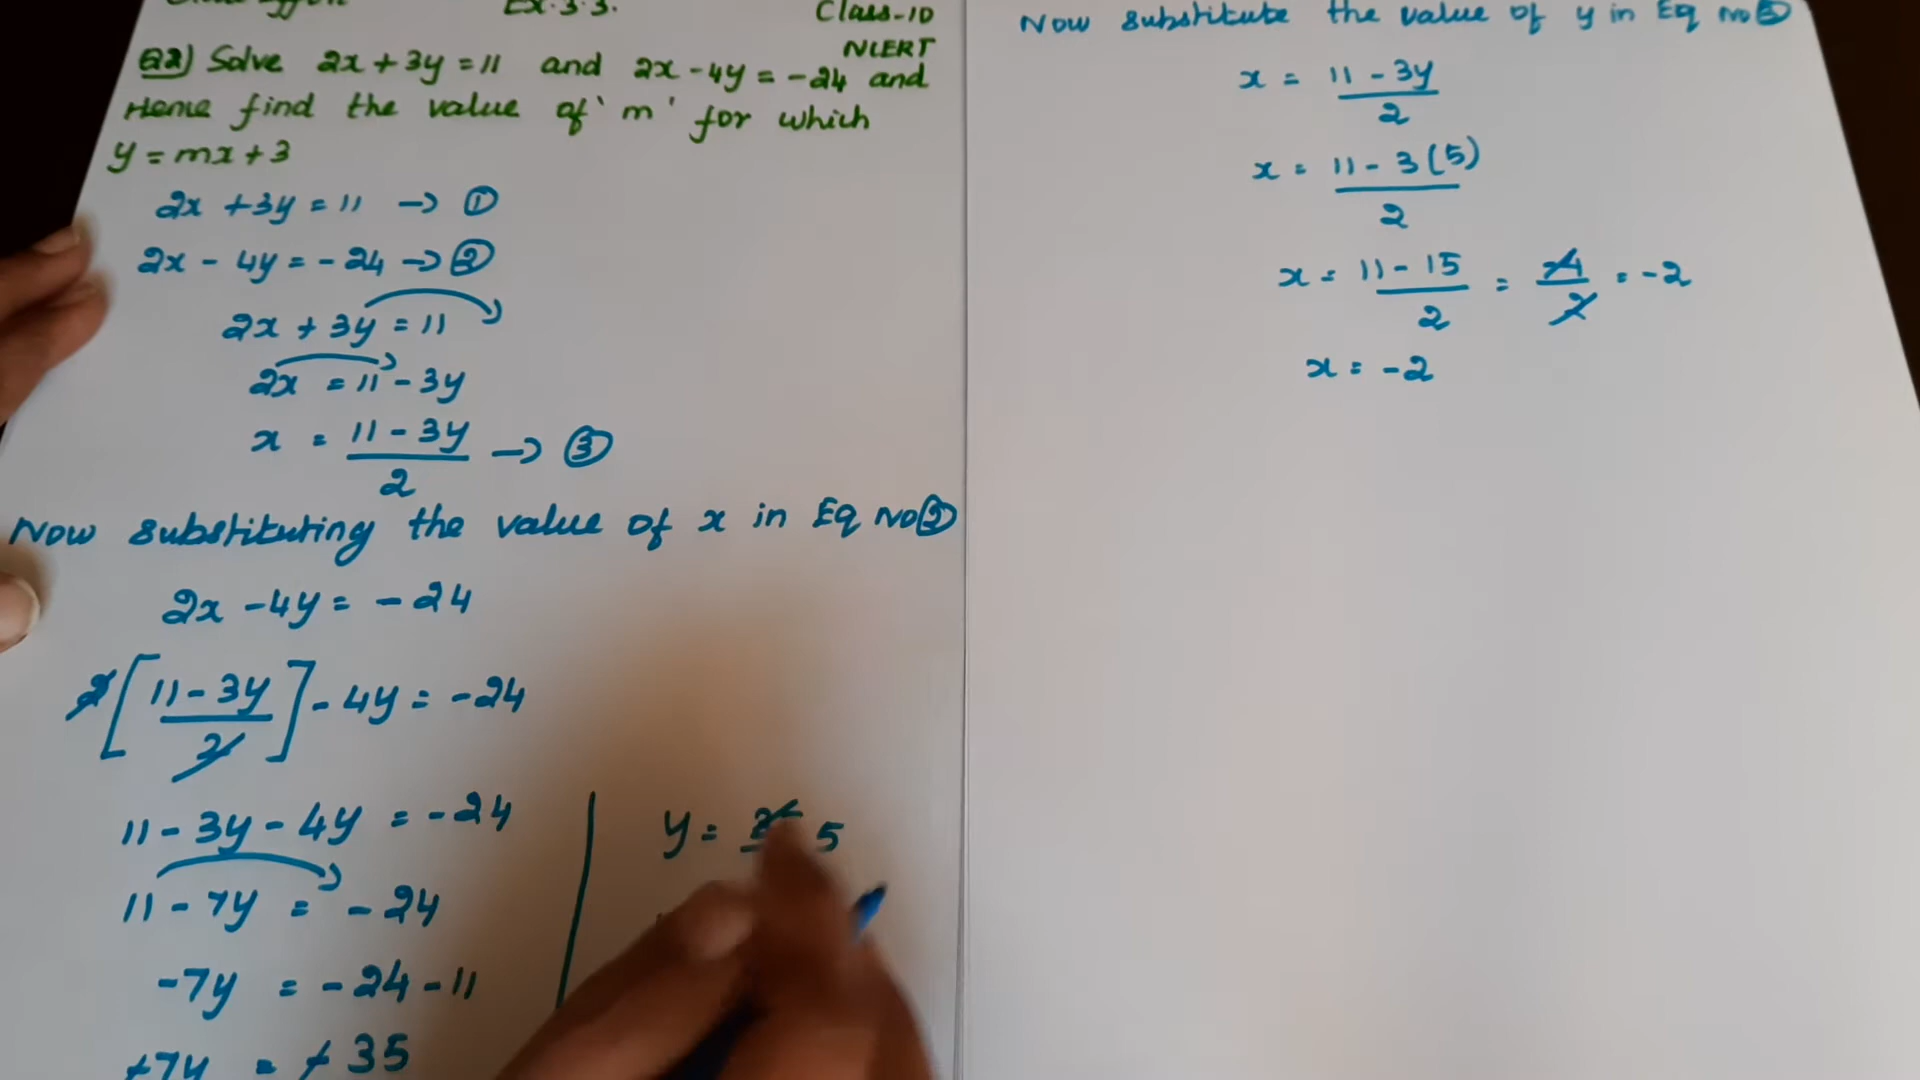 Ex. 3.3.
Class-10
NCERT
Q2) Solve 2x + 3y = 11 and 2x - 4y = -24 and
find the value of 'm' for which
y = mx + 3
2x + 3y = 11 → ①
2x - 4y = -24 → ②
2x + 3y = 11
2x = 11 - 3y
x = 11 - 3y / 2 → ③
Now substituting the value of x in Eq No ②
2x - 4y = -24
2[11 - 3y / 2] - 4y = -24
11 - 3y - 4y = -24
11 - 7y = -24
-7y = -24 - 11
+7y = +35
y = 5
Now substitute the value of y in Eq No ③
x = 11 - 3y / 2
x = 11 - 3(5) / 2
x = 11 - 15 / 2 = -4 / 2 = -2
x = -2